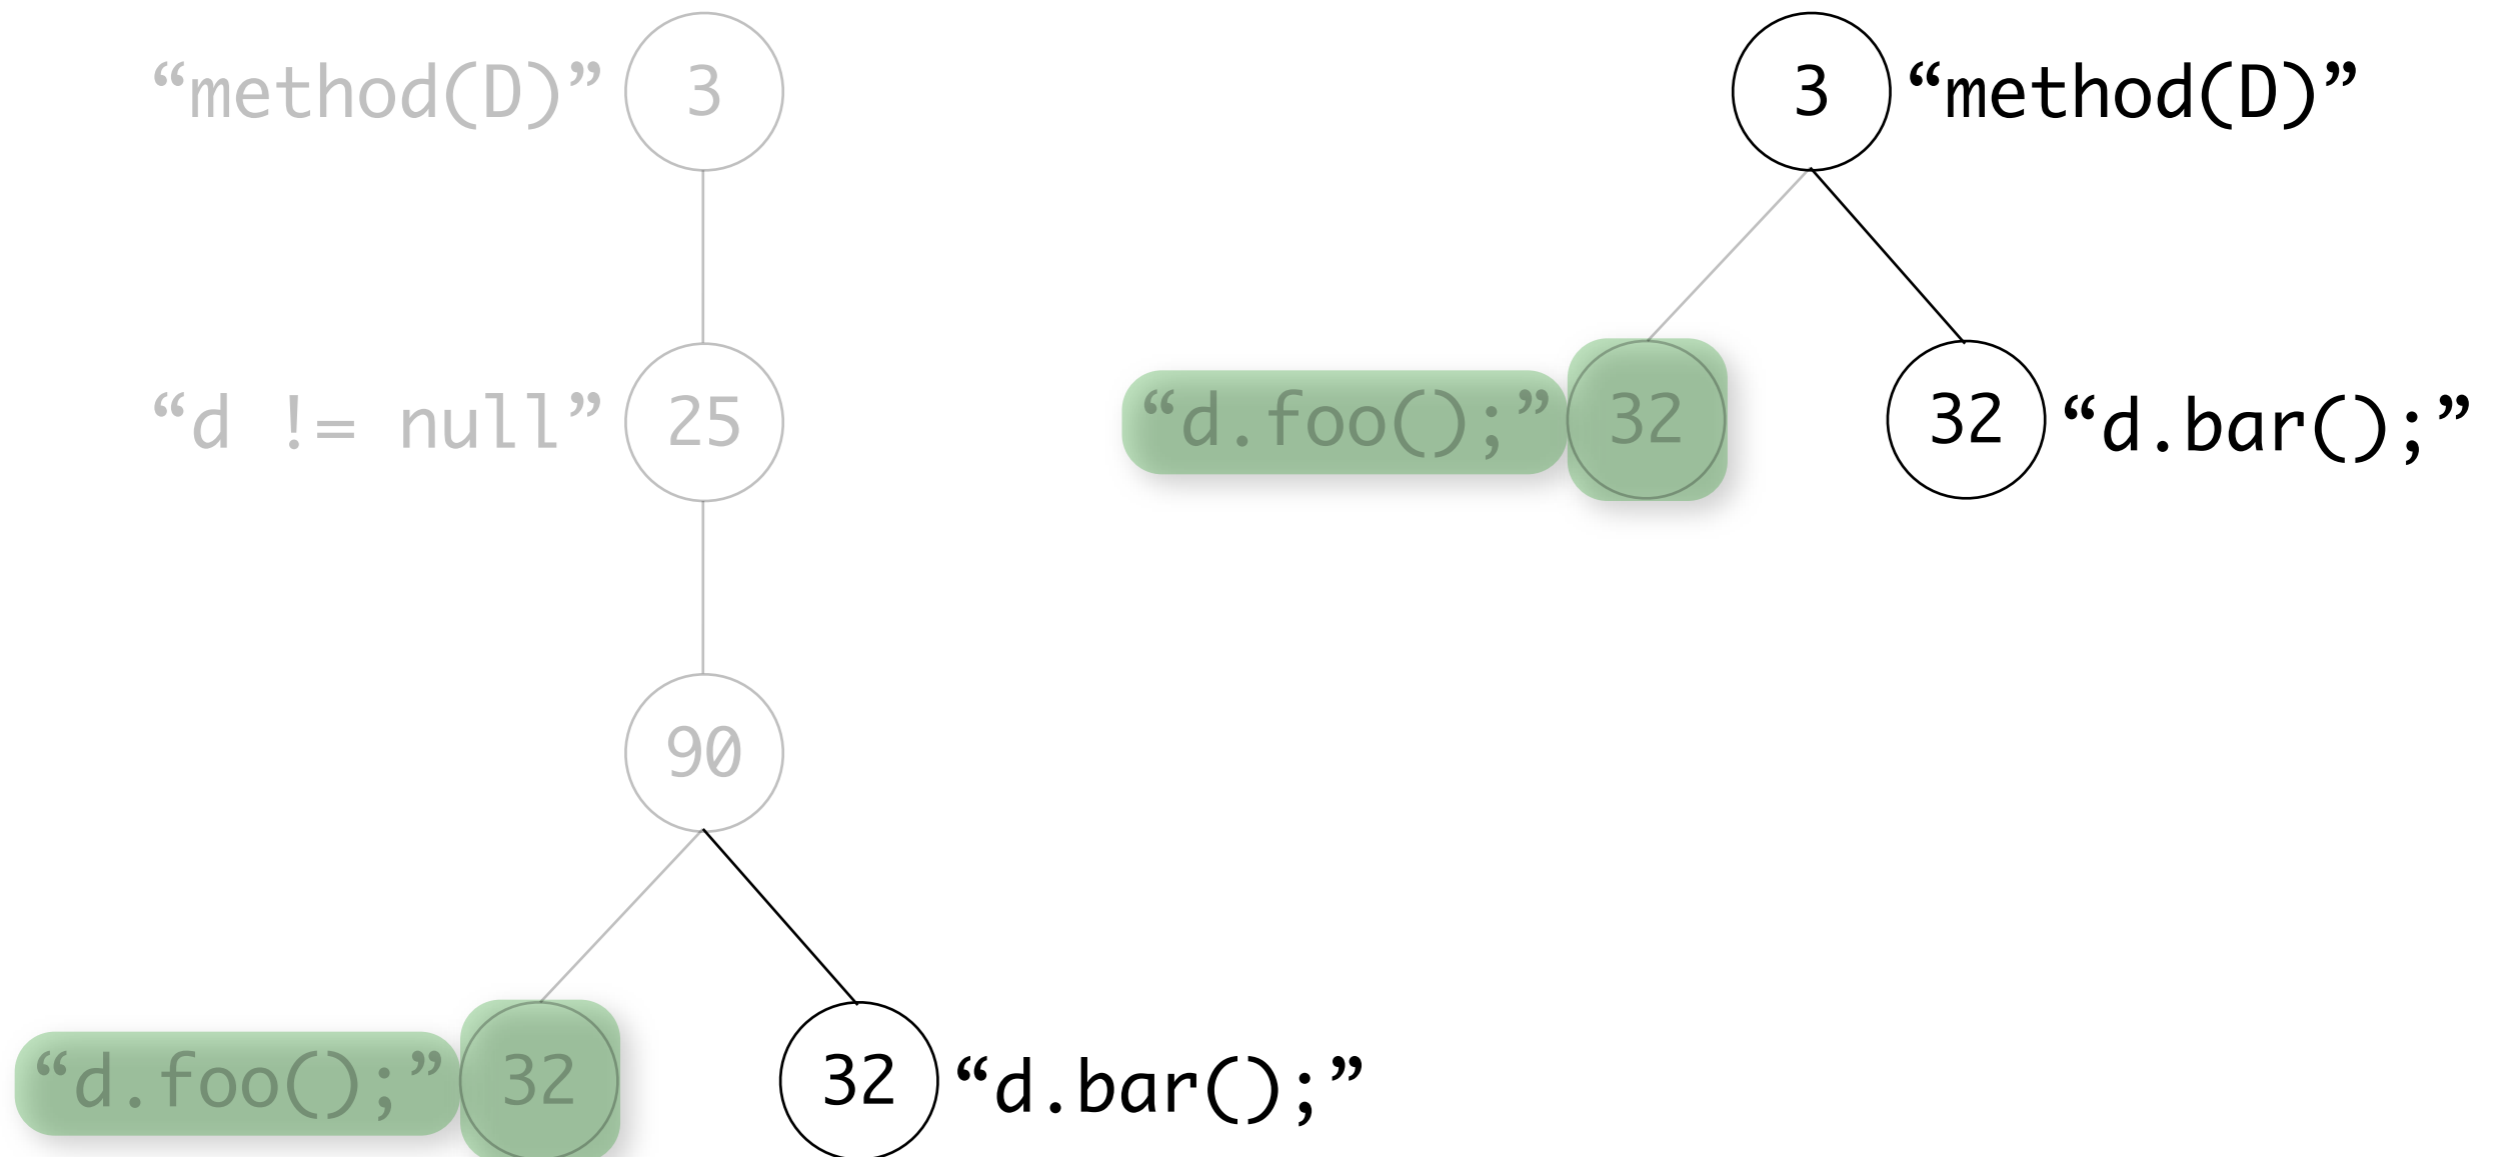 “method(D)” 3
3 “method(D)”
“d != null” 25
“d.foo();” 32
32 “d.bar();”
90
“d.foo();” 32
32 “d.bar();”